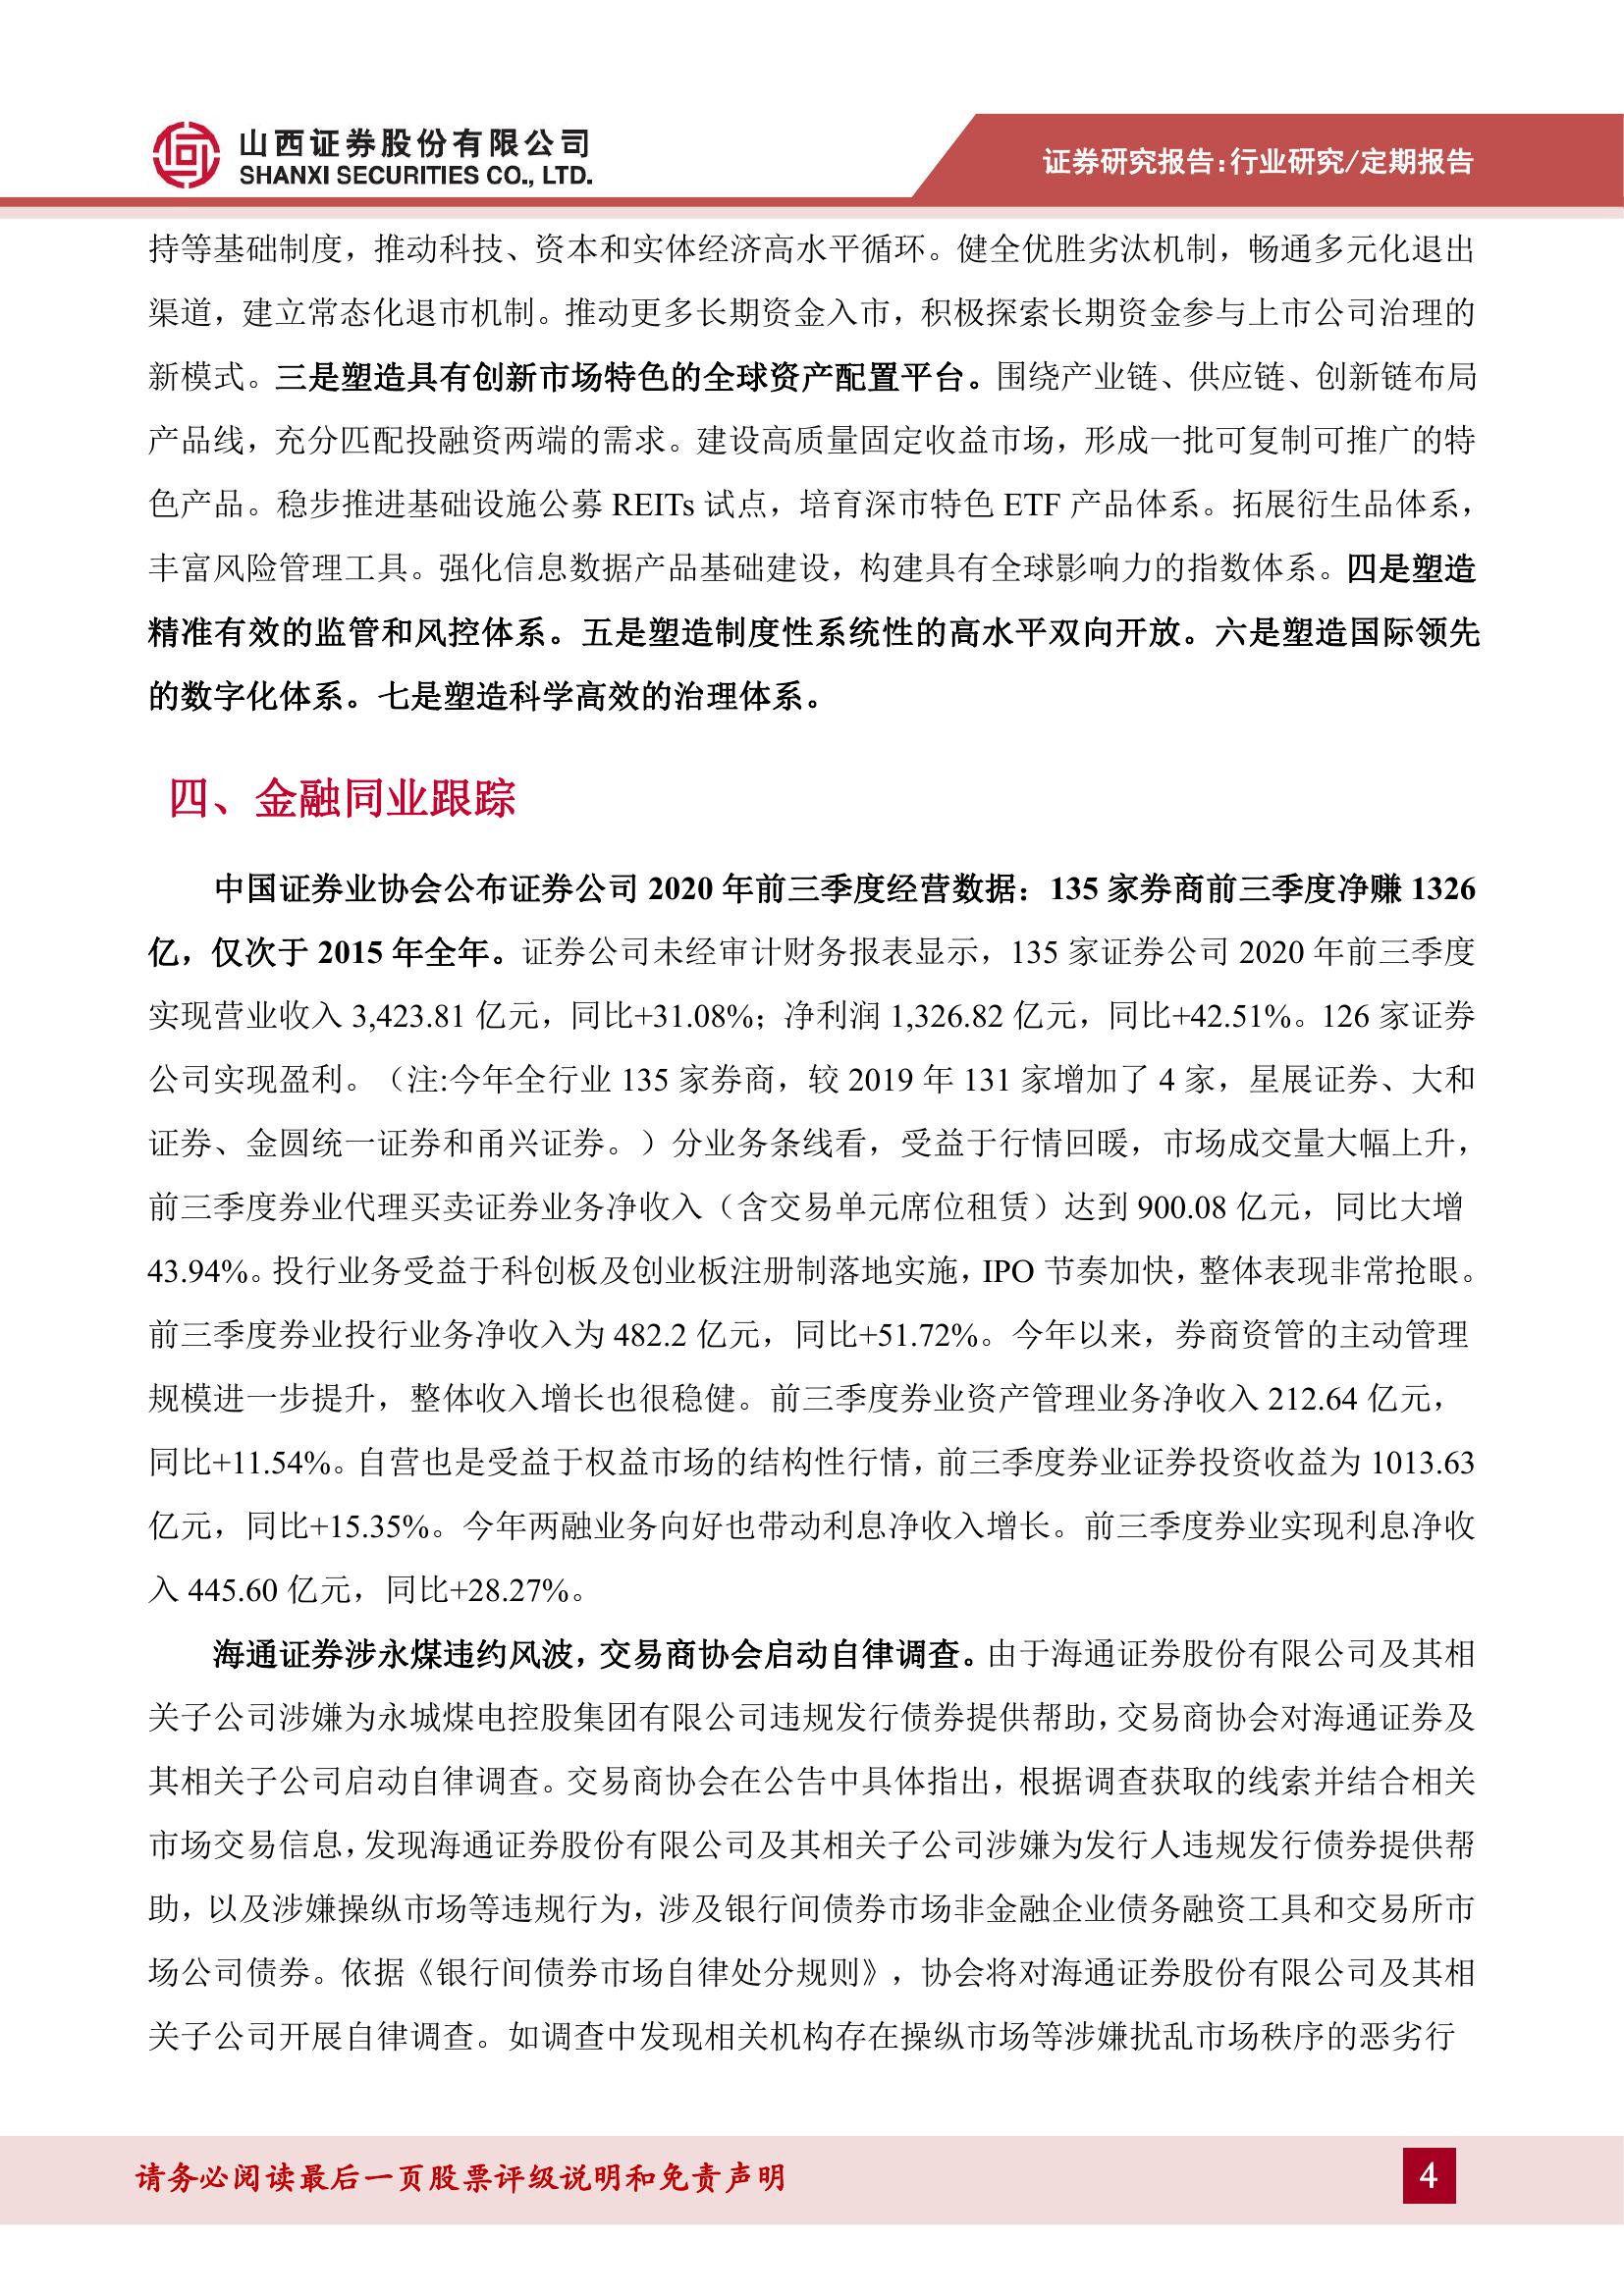 山西证券股份有限公司
SHANXI SECURITIES CO., LTD.
证券研究报告:行业研究/定期报告
持等基础制度，推动科技、资本和实体经济高水平循环。健全优胜劣汰机制，畅通多元化退出
渠道，建立常态化退市机制。推动更多长期资金入市，积极探索长期资金参与上市公司治理的
新模式。三是塑造具有创新市场特色的全球资产配置平台。围绕产业链、供应链、创新链布局
产品线，充分匹配投融资两端的需求。建设高质量固定收益市场，形成一批可复制可推广的特
色产品。稳步推进基础设施公募 REITs 试点，培育深市特色 ETF 产品体系。拓展衍生品体系，
丰富风险管理工具。强化信息数据产品基础建设，构建具有全球影响力的指数体系。四是塑造
精准有效的监管和风控体系。五是塑造制度性系统性的高水平双向开放。六是塑造国际领先
的数字化体系。七是塑造科学高效的治理体系。
四、金融同业跟踪
中国证券业协会公布证券公司 2020 年前三季度经营数据：135 家券商前三季度净赚 1326
亿，仅次于 2015 年全年。证券公司未经审计财务报表显示，135 家证券公司 2020 年前三季度
实现营业收入 3,423.81 亿元，同比+31.08%；净利润 1,326.82 亿元，同比+42.51%。126 家证券
公司实现盈利。（注:今年全行业 135 家券商，较 2019 年 131 家增加了 4 家，星展证券、大和
证券、金圆统一证券和甬兴证券。）分业务条线看，受益于行情回暖，市场成交量大幅上升，
前三季度券业代理买卖证券业务净收入（含交易单元席位租赁）达到 900.08 亿元，同比大增
43.94%。投行业务受益于科创板及创业板注册制落地实施，IPO 节奏加快，整体表现非常抢眼。
前三季度券业投行业务净收入为 482.2 亿元，同比+51.72%。今年以来，券商资管的主动管理
规模进一步提升，整体收入增长也很稳健。前三季度券业资产管理业务净收入 212.64 亿元，
同比+11.54%。自营也是受益于权益市场的结构性行情，前三季度券业证券投资收益为 1013.63
亿元，同比+15.35%。今年两融业务向好也带动利息净收入增长。前三季度券业实现利息净收
入 445.60 亿元，同比+28.27%。
海通证券涉永煤违约风波，交易商协会启动自律调查。由于海通证券股份有限公司及其相
关子公司涉嫌为永城煤电控股集团有限公司违规发行债券提供帮助，交易商协会对海通证券及
其相关子公司启动自律调查。交易商协会在公告中具体指出，根据调查获取的线索并结合相关
市场交易信息，发现海通证券股份有限公司及其相关子公司涉嫌为发行人违规发行债券提供帮
助，以及涉嫌操纵市场等违规行为，涉及银行间债券市场非金融企业债务融资工具和交易所市
场公司债券。依据《银行间债券市场自律处分规则》，协会将对海通证券股份有限公司及其相
关子公司开展自律调查。如调查中发现相关机构存在操纵市场等涉嫌扰乱市场秩序的恶劣行
请务必阅读最后一页股票评级说明和免责声明
4